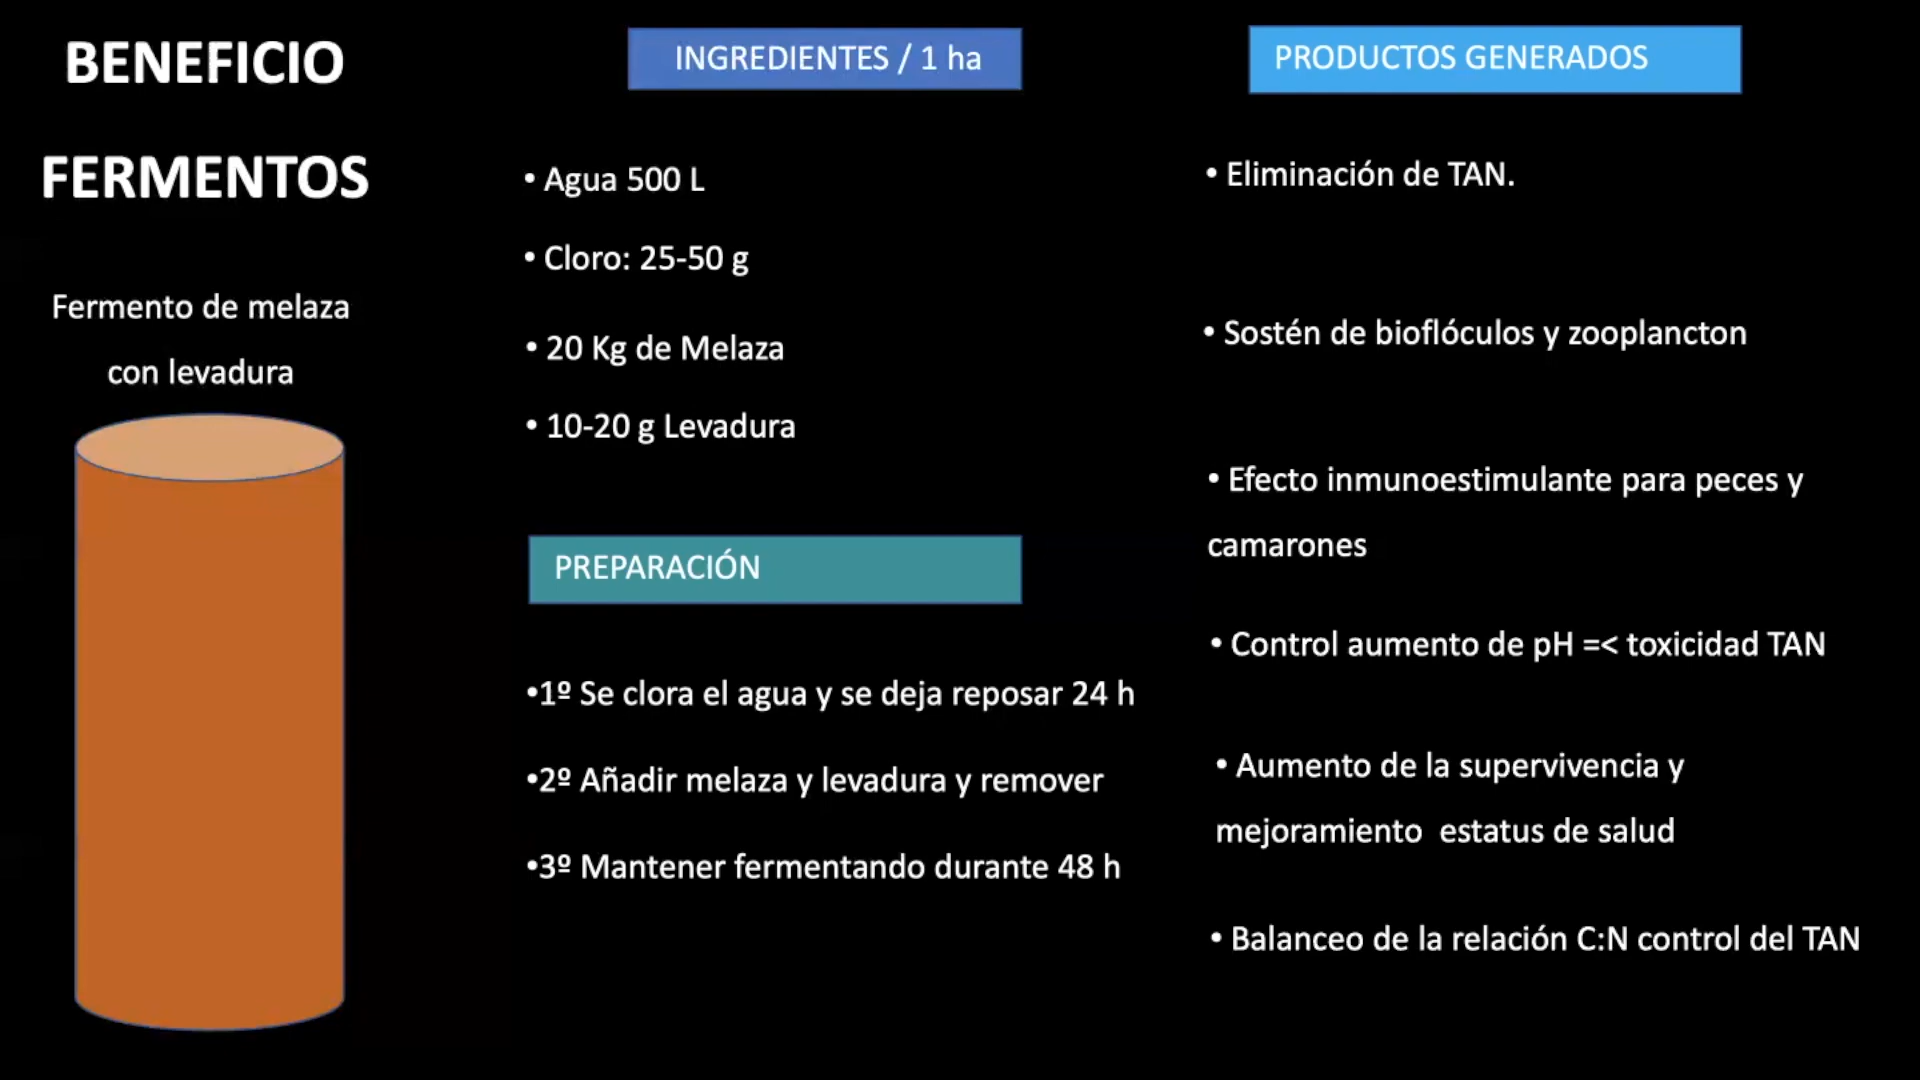 BENEFICIO
FERMENTOS
Fermento de melaza
con levadura
INGREDIENTES / 1 ha
• Agua 500 L
• Cloro: 25-50 g
• 20 Kg de Melaza
• 10-20 g Levadura
PREPARACIÓN
•1º Se clora el agua y se deja reposar 24 h
•2º Añadir melaza y levadura y remover
•3º Mantener fermentando durante 48 h
PRODUCTOS GENERADOS
• Eliminación de TAN.
• Sostén de bioflóculos y zooplancton
• Efecto inmunoestimulante para peces y
camarones
• Control aumento de pH =< toxicidad TAN
• Aumento de la supervivencia y
mejoramiento  estatus de salud
• Balanceo de la relación C:N control del TAN